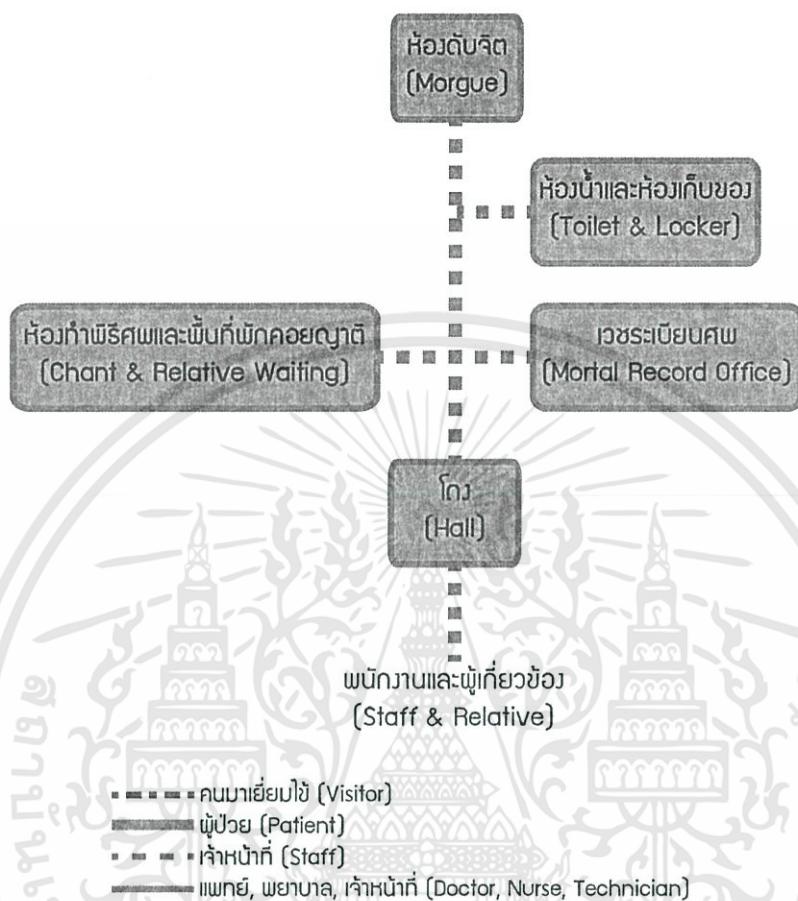 ห้องดับจิต
(Morgue)
ห้องน้ำและห้องเก็บของ
(Toilet & Locker)
ห้องทำพิธีศพและพื้นที่พักคอยญาติ
(Chant & Relative Waiting)
เวชระเบียนศพ
(Mortal Record Office)
โถง
(Hall)
พนักงานและผู้เกี่ยวข้อง
(Staff & Relative)
คนมาเยี่ยมไข้ (Visitor)
ผู้ป่วย (Patient)
เจ้าหน้าที่ (Staff)
แพทย์, พยาบาล, เจ้าหน้าที่ (Doctor, Nurse, Technician)